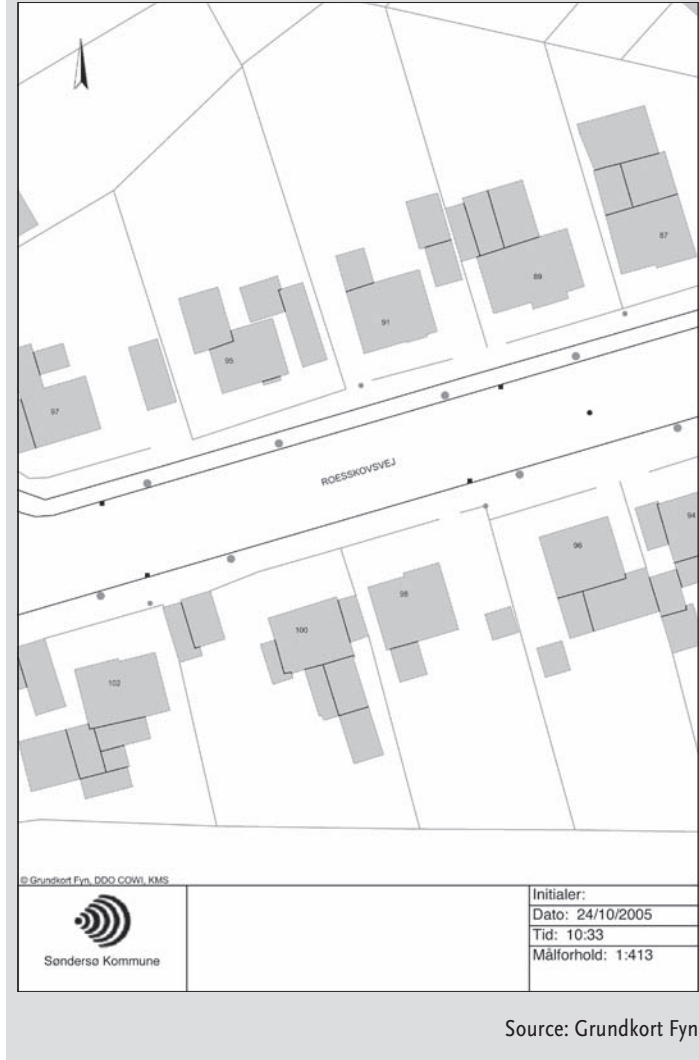 87
89
91
95
97
ROESSKOVSVEJ
94
96
98
100
102
© Grundkort Fyn, DDO COWI, KMS
Søndersø Kommune
Initialer:
Dato: 24/10/2005
Tid: 10:33
Målforhold: 1:413
Source: Grundkort Fyn